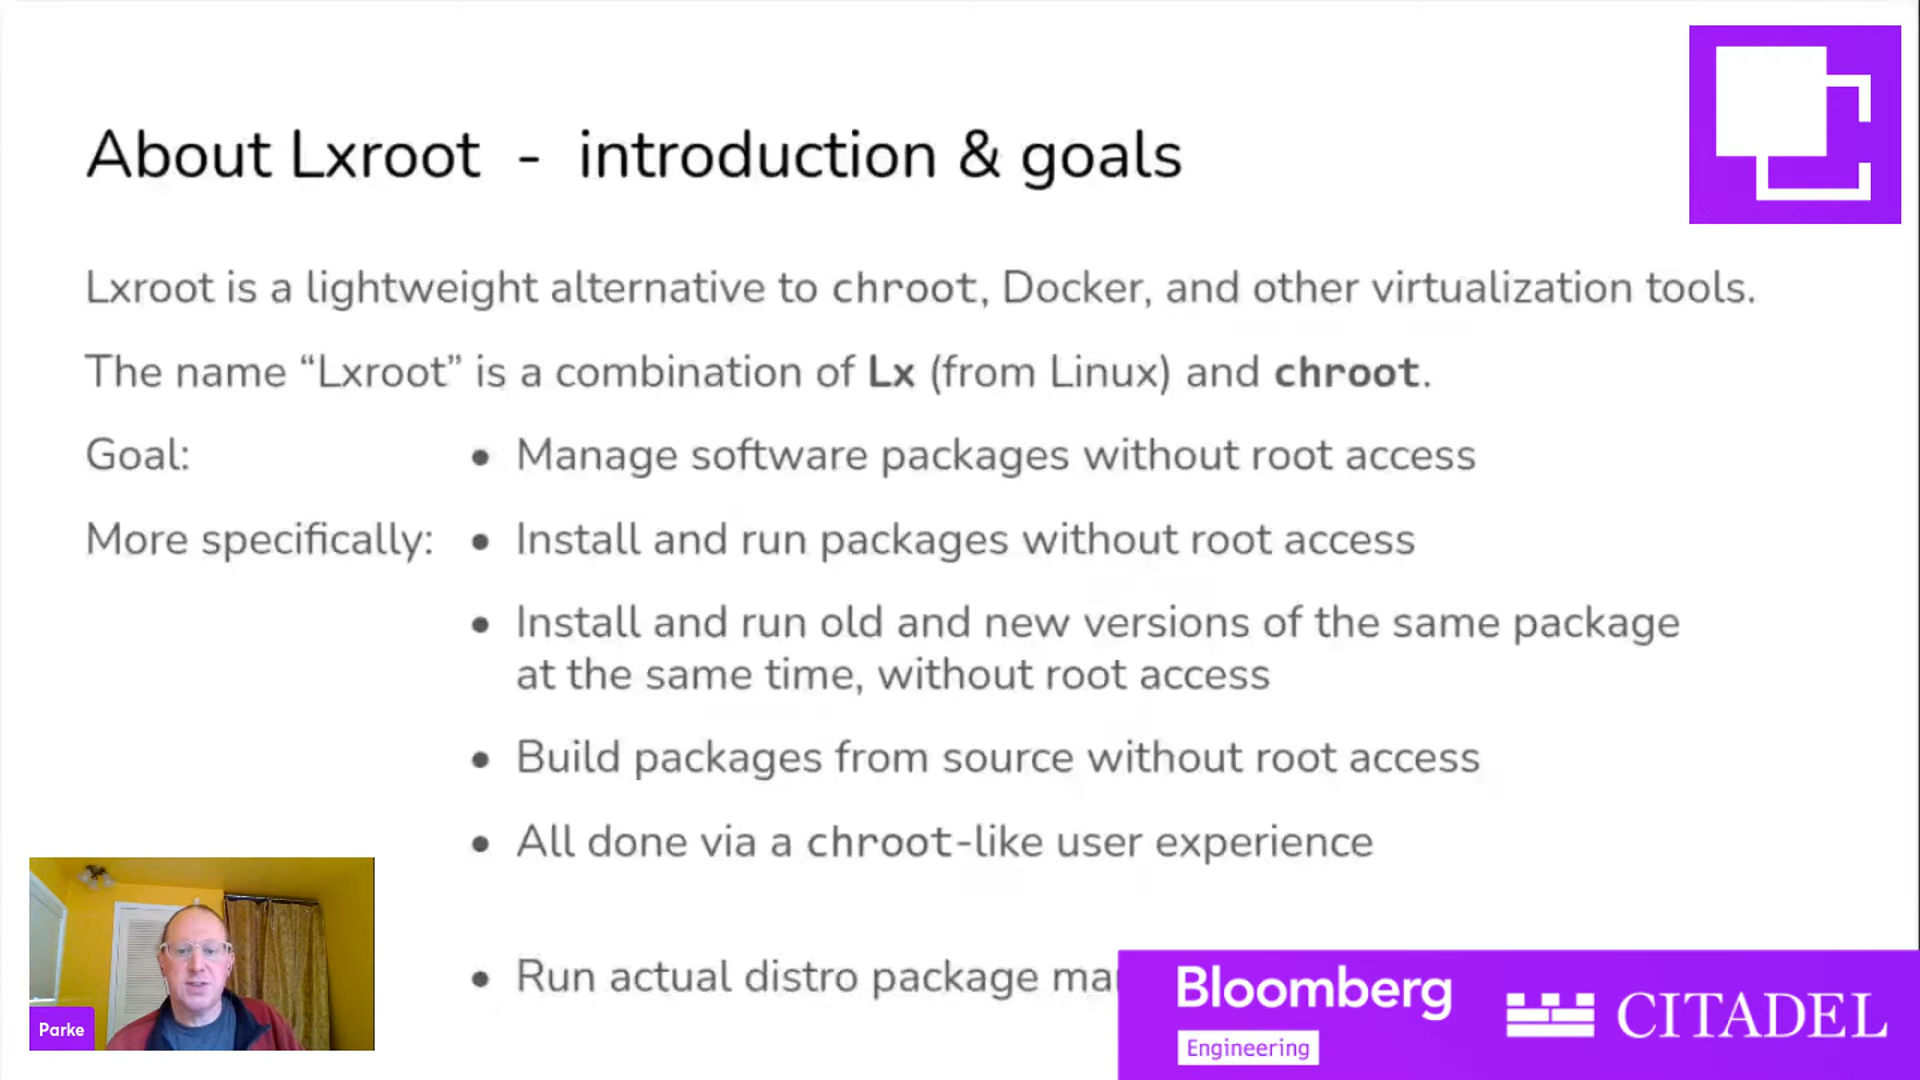 About Lxroot - introduction & goals
Lxroot is a lightweight alternative to chroot, Docker, and other virtualization tools.
The name “Lxroot” is a combination of Lx (from Linux) and chroot.
Goal: • Manage software packages without root access
More specifically: • Install and run packages without root access
• Install and run old and new versions of the same package
at the same time, without root access
• Build packages from source without root access
• All done via a chroot-like user experience
• Run actual distro package
Parke
Bloomberg
Engineering
CITADEL